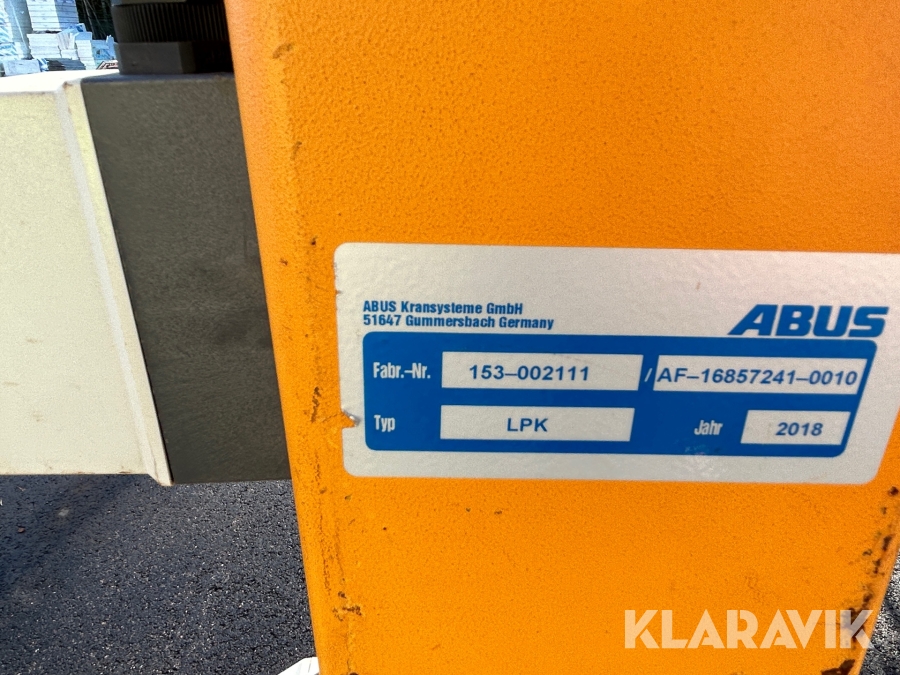 ABUS Kransysteme GmbH
51647 Gummersbach Germany
ABUS
Fabr.-Nr. 153-002111 / AF-16857241-0010
Typ LPK Jahr 2018
KLARAVIK